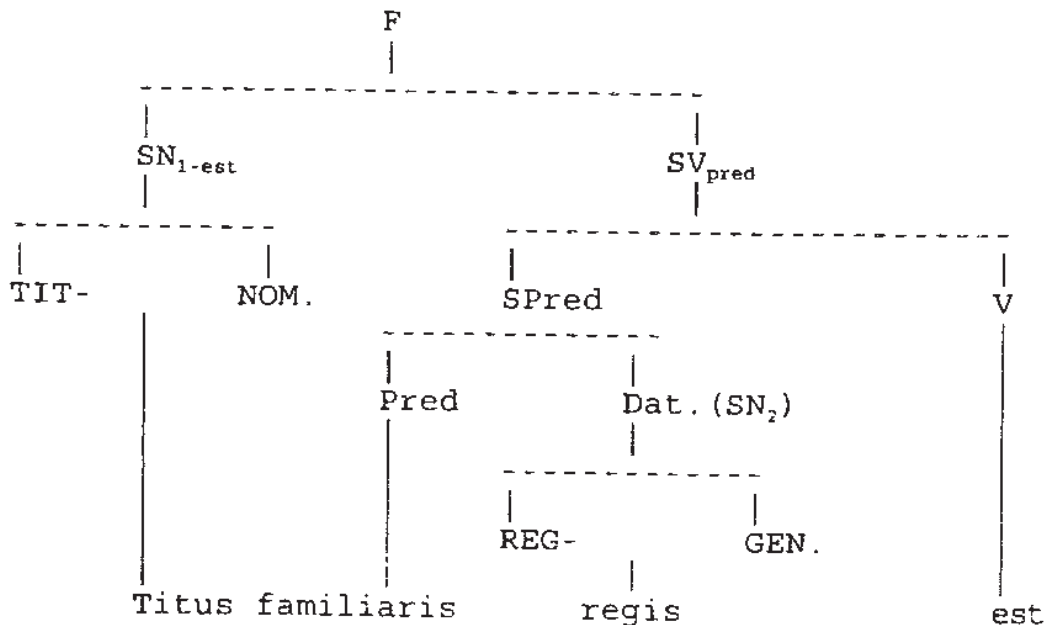 F
SN₁₋est SVpred
TIT- NOM. SPred V
Pred Dat.(SN₂)
REG- GEN.
Titus familiaris regis est